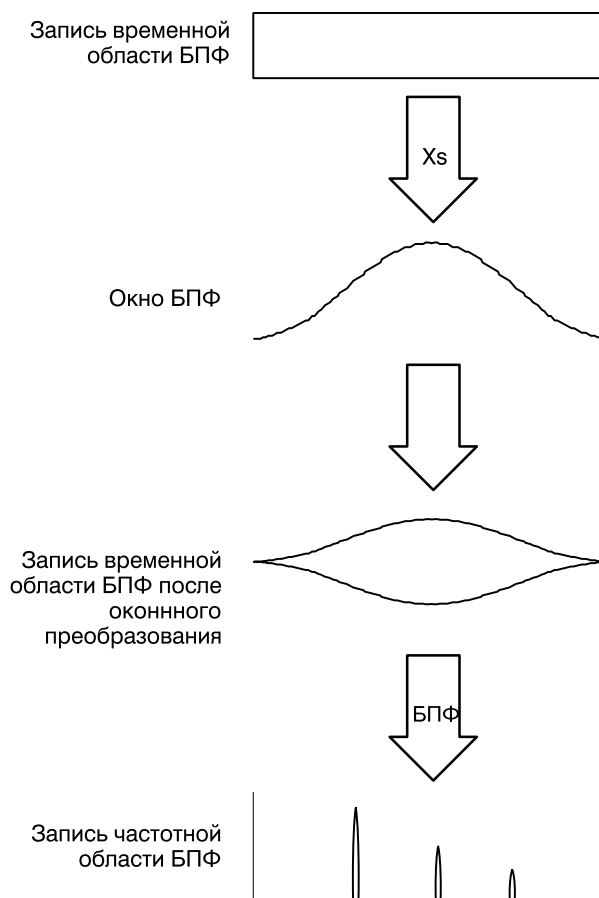 Запись временной
области БПФ
Xs
Окно БПФ
Запись временной
области БПФ после
оконнного
преобразования
БПФ
Запись частотной
области БПФ